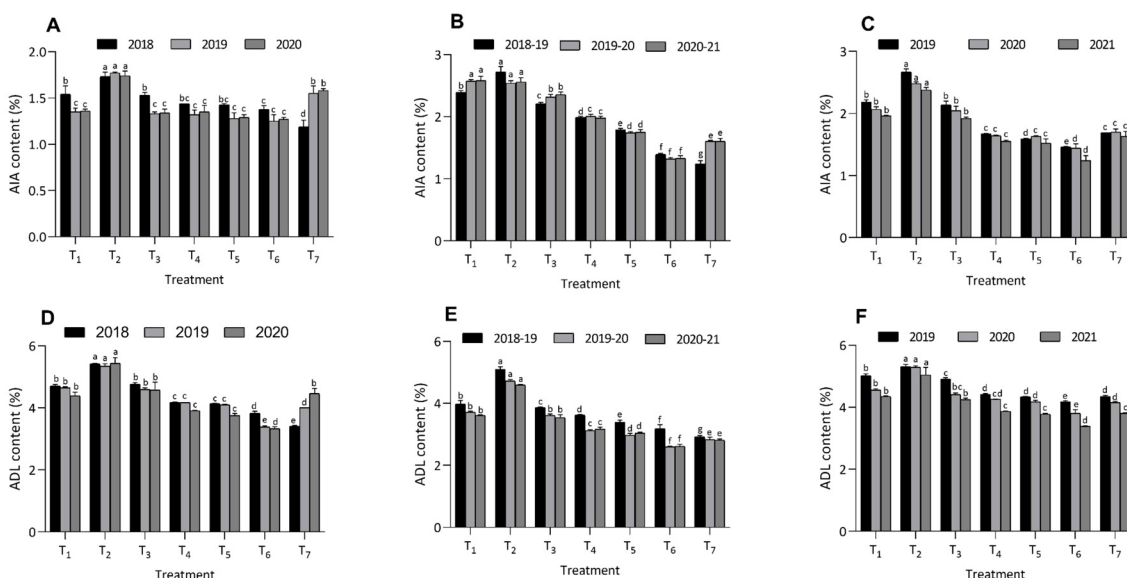 A
2018 2019 2020
AIA content (%)
2.0
1.5
1.0
0.5
0.0
b c c a a a b c c bc c c bc c c c c c d b b
T1 T2 T3 T4 T5 T6 T7
Treatment
B
2018-19 2019-20 2020-21
AIA content (%)
3
2
1
0
b a a a a a c b b d c c e d d f f f g e e
T1 T2 T3 T4 T5 T6 T7
Treatment
C
2019 2020 2021
AIA content (%)
3
2
1
0
b b b a a a b b b c c c d c c e d d c c c
T1 T2 T3 T4 T5 T6 T7
Treatment
D
2018 2019 2020
ADL content (%)
6
4
2
0
b b b a a a b b b c c c c c c d e d e d b
T1 T2 T3 T4 T5 T6 T7
Treatment
E
2018-19 2019-20 2020-21
ADL content (%)
6
4
2
0
b b b a a a c b b d c c e d d f f f g e e
T1 T2 T3 T4 T5 T6 T7
Treatment
F
2019 2020 2021
ADL content (%)
6
4
2
0
b b b a a a c bc b d cd c d d c e e d d d c
T1 T2 T3 T4 T5 T6 T7
Treatment